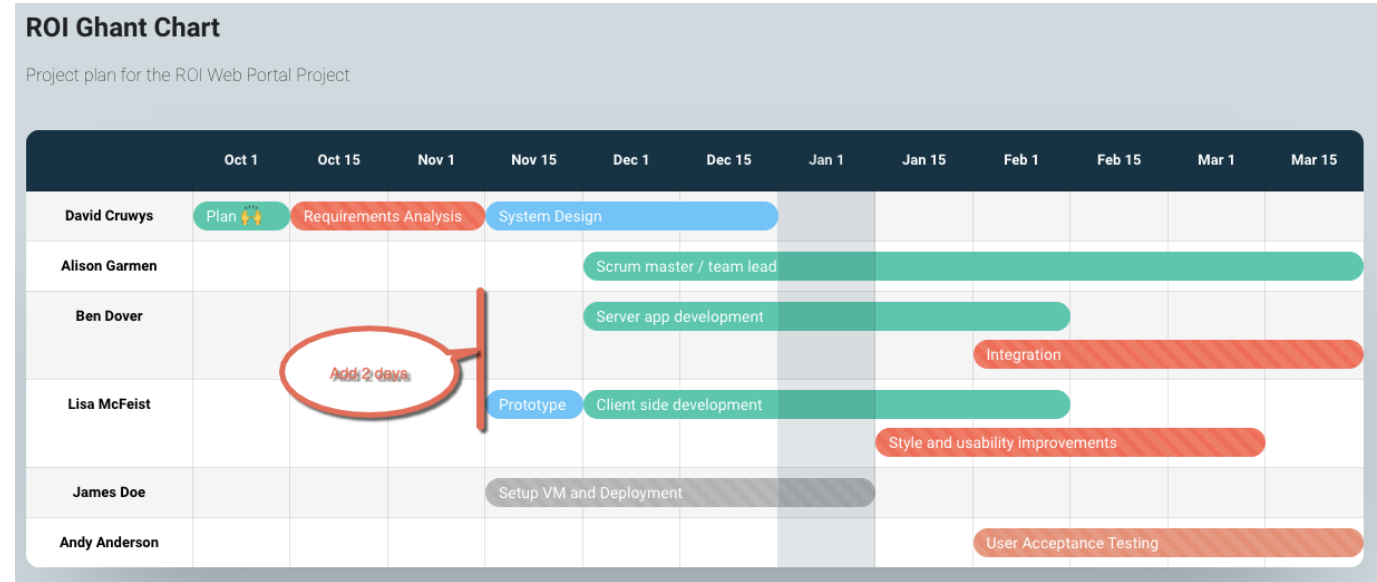 ROI Ghant Chart
Project plan for the ROI Web Portal Project
Oct 1 Oct 15 Nov 1 Nov 15 Dec 1 Dec 15 Jan 1 Jan 15 Feb 1 Feb 15 Mar 1 Mar 15
David Cruwys Plan 🙌 Requirements Analysis System Design
Alison Garmen Scrum master / team lead
Ben Dover Server app development
Integration
Add 2 days
Lisa McFeist Prototype Client side development
Style and usability improvements
James Doe Setup VM and Deployment
Andy Anderson User Acceptance Testing